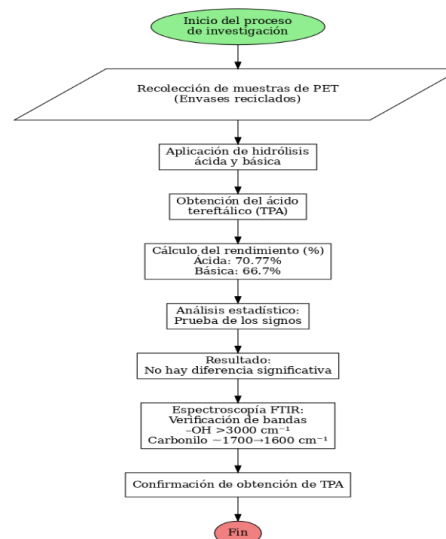 Inicio del proceso
de investigación
Recolección de muestras de PET
(Envases reciclados)
Aplicación de hidrólisis
ácida y básica
Obtención del ácido
tereftálico (TPA)
Cálculo del rendimiento (%)
Ácida: 70.77%
Básica: 66.7%
Análisis estadístico:
Prueba de los signos
Resultado:
No hay diferencia significativa
Espectroscopía FTIR:
Verificación de bandas
–OH >3000 cm⁻¹
Carbonilo ~1700→1600 cm⁻¹
Confirmación de obtención de TPA
Fin